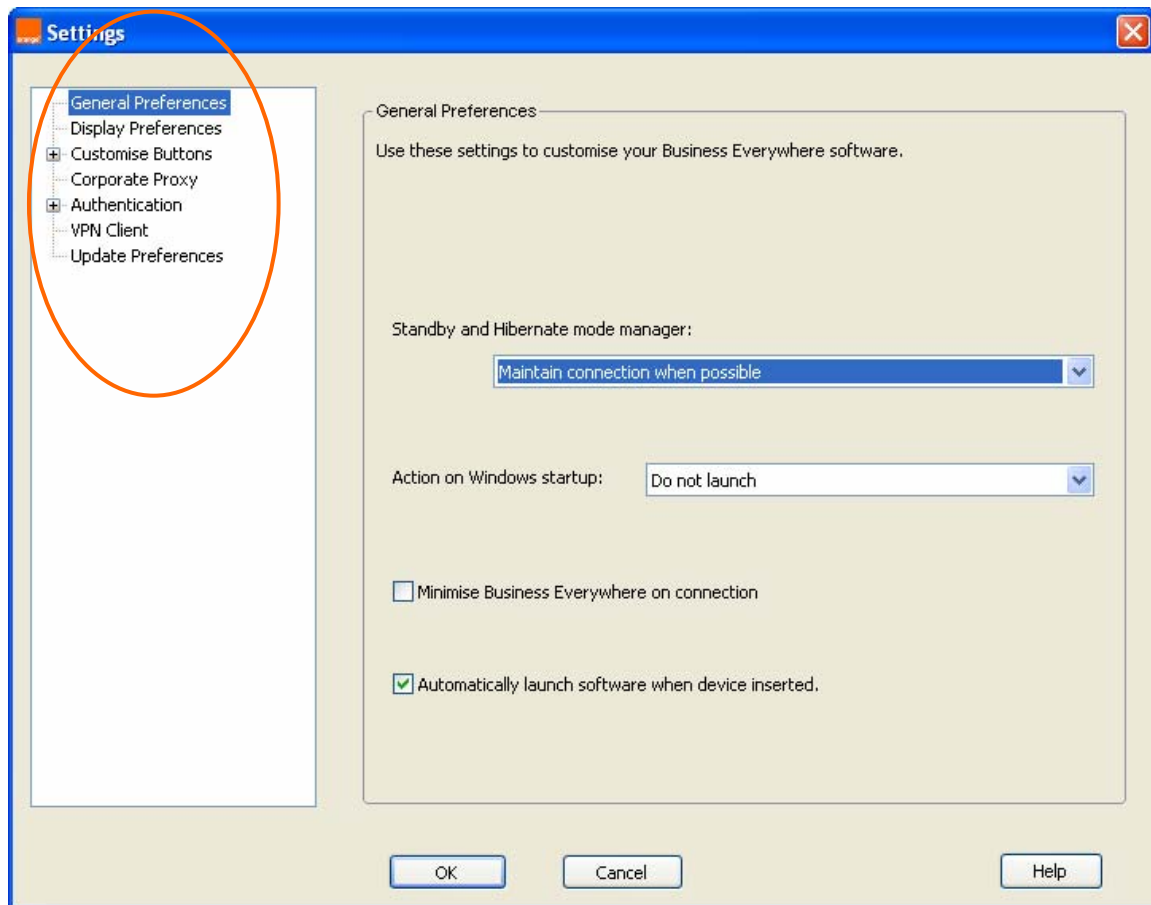 Settings
General Preferences
Display Preferences
Customise Buttons
Corporate Proxy
Authentication
VPN Client
Update Preferences
General Preferences
Use these settings to customise your Business Everywhere software.
Standby and Hibernate mode manager:
Maintain connection when possible
Action on Windows startup: Do not launch
Minimise Business Everywhere on connection
Automatically launch software when device inserted.
OK Cancel Help